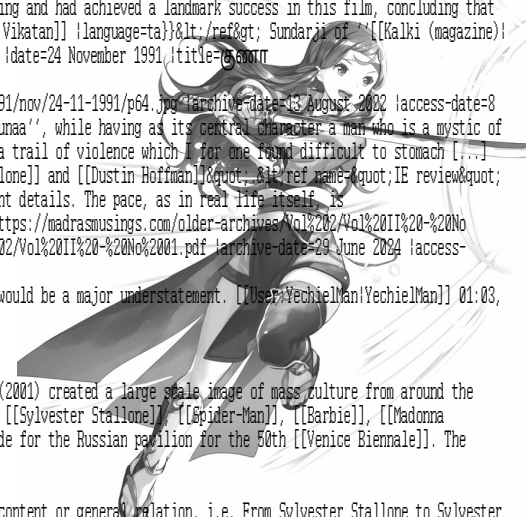 ing and had achieved a landmark success in this film, concluding that
Vikatan]] |language=ta}}&lt;/ref&gt; Sundarji of ''[[Kalki (magazine)|
|date=24 November 1991 |title=குணா
91/nov/24-11-1991/p64.jpg |archive-date=13 August 2022 |access-date=8
unaa'', while having as its central character a man who is a mystic of
a trail of violence which I for one found difficult to stomach [...]
lone]] and [[Dustin Hoffman]]&quot;.&lt;ref name=&quot;IE review&quot;
nt details. The pace, as in real life itself, is
ttps://madrasmusings.com/older-archives/Vol%202/Vol%20II%20-%20No
02/Vol%20II%20-%20No%2001.pdf |archive-date=29 June 2024 |access-
would be a major understatement. [[User:YechielMan|YechielMan]] 01:03,
(2001) created a large scale image of mass culture from around the
[[Sylvester Stallone]], [[Spider-Man]], [[Barbie]], [[Madonna
de for the Russian pavilion for the 50th [[Venice Biennale]]. The
content or general relation, i.e. From Sylvester Stallone to Sylvester